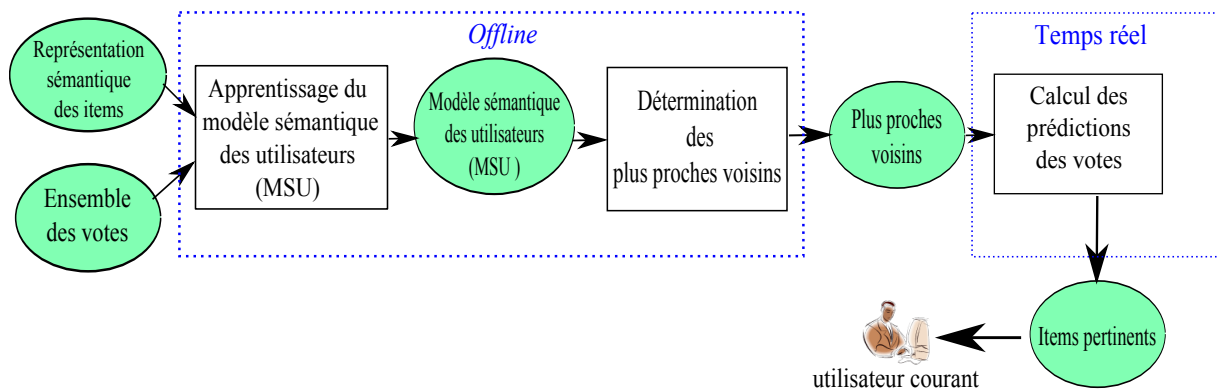 Offline
Temps réel
Représentation
sémantique
des items
Ensemble
des votes
Apprentissage du
modèle sémantique
des utilisateurs
(MSU)
Modèle sémantique
des utilisateurs
(MSU )
Détermination
des
plus proches voisins
Plus proches
voisins
Calcul des
prédictions
des votes
Items pertinents
utilisateur courant